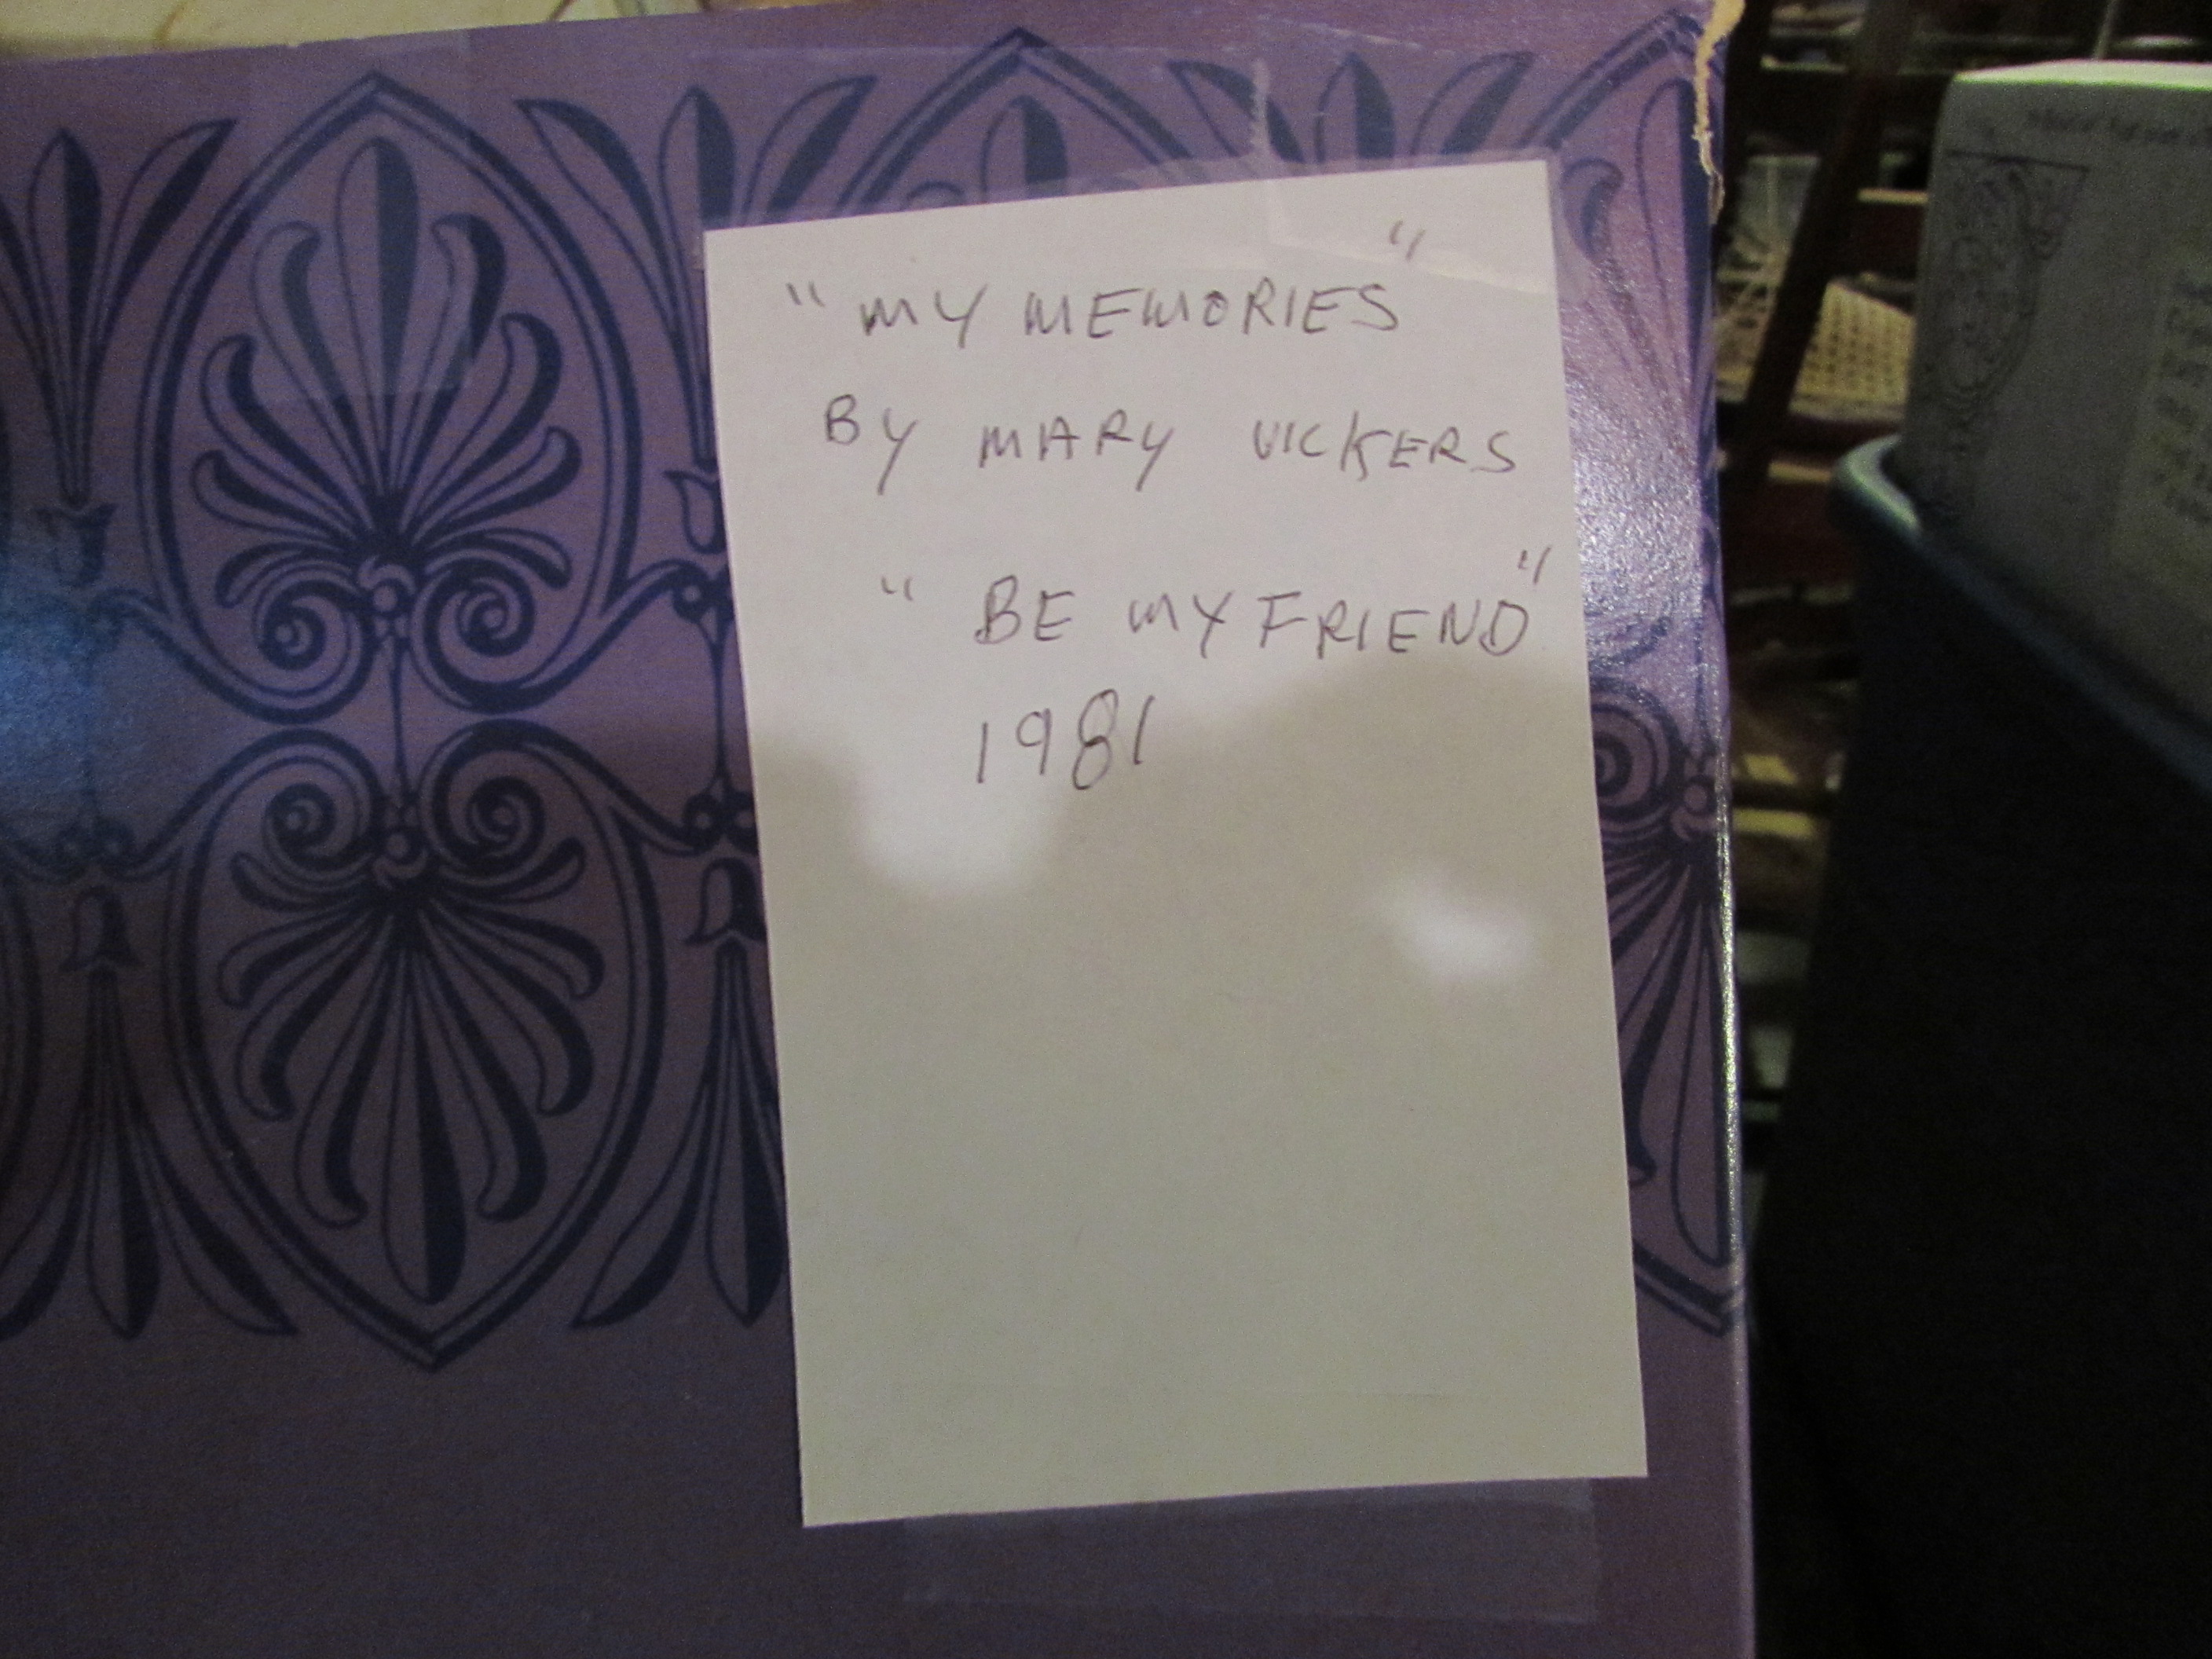 "MY MEMORIES"
BY MARY VICKERS
"BE MY FRIEND"
1981